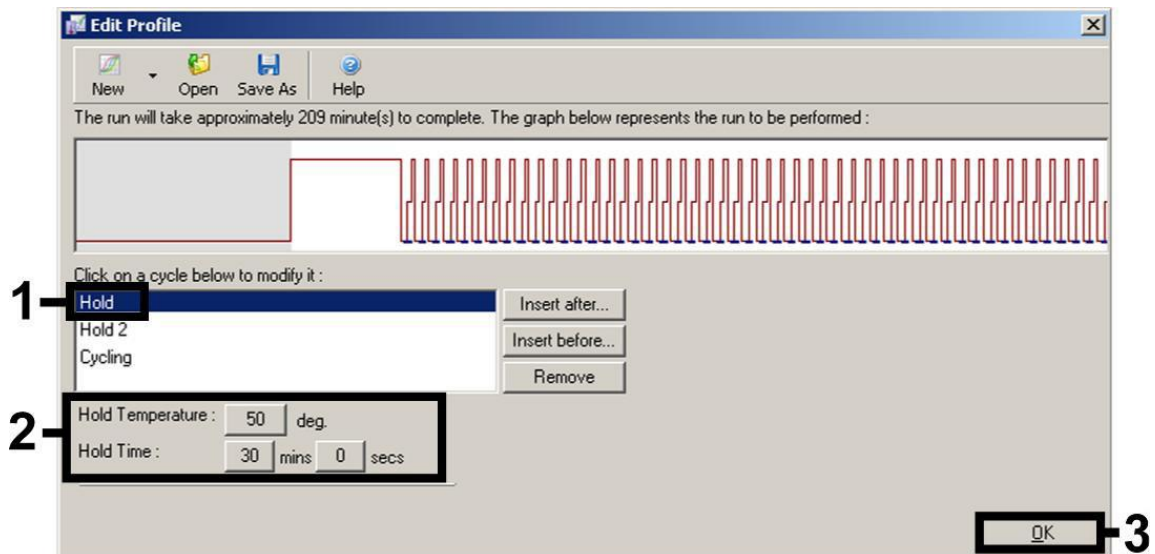 Edit Profile
New Open Save As Help
The run will take approximately 209 minute(s) to complete. The graph below represents the run to be performed :
Click on a cycle below to modify it :
1 Hold Insert after...
Hold 2 Insert before...
Cycling Remove
2 Hold Temperature : 50 deg.
Hold Time : 30 mins 0 secs
OK 3